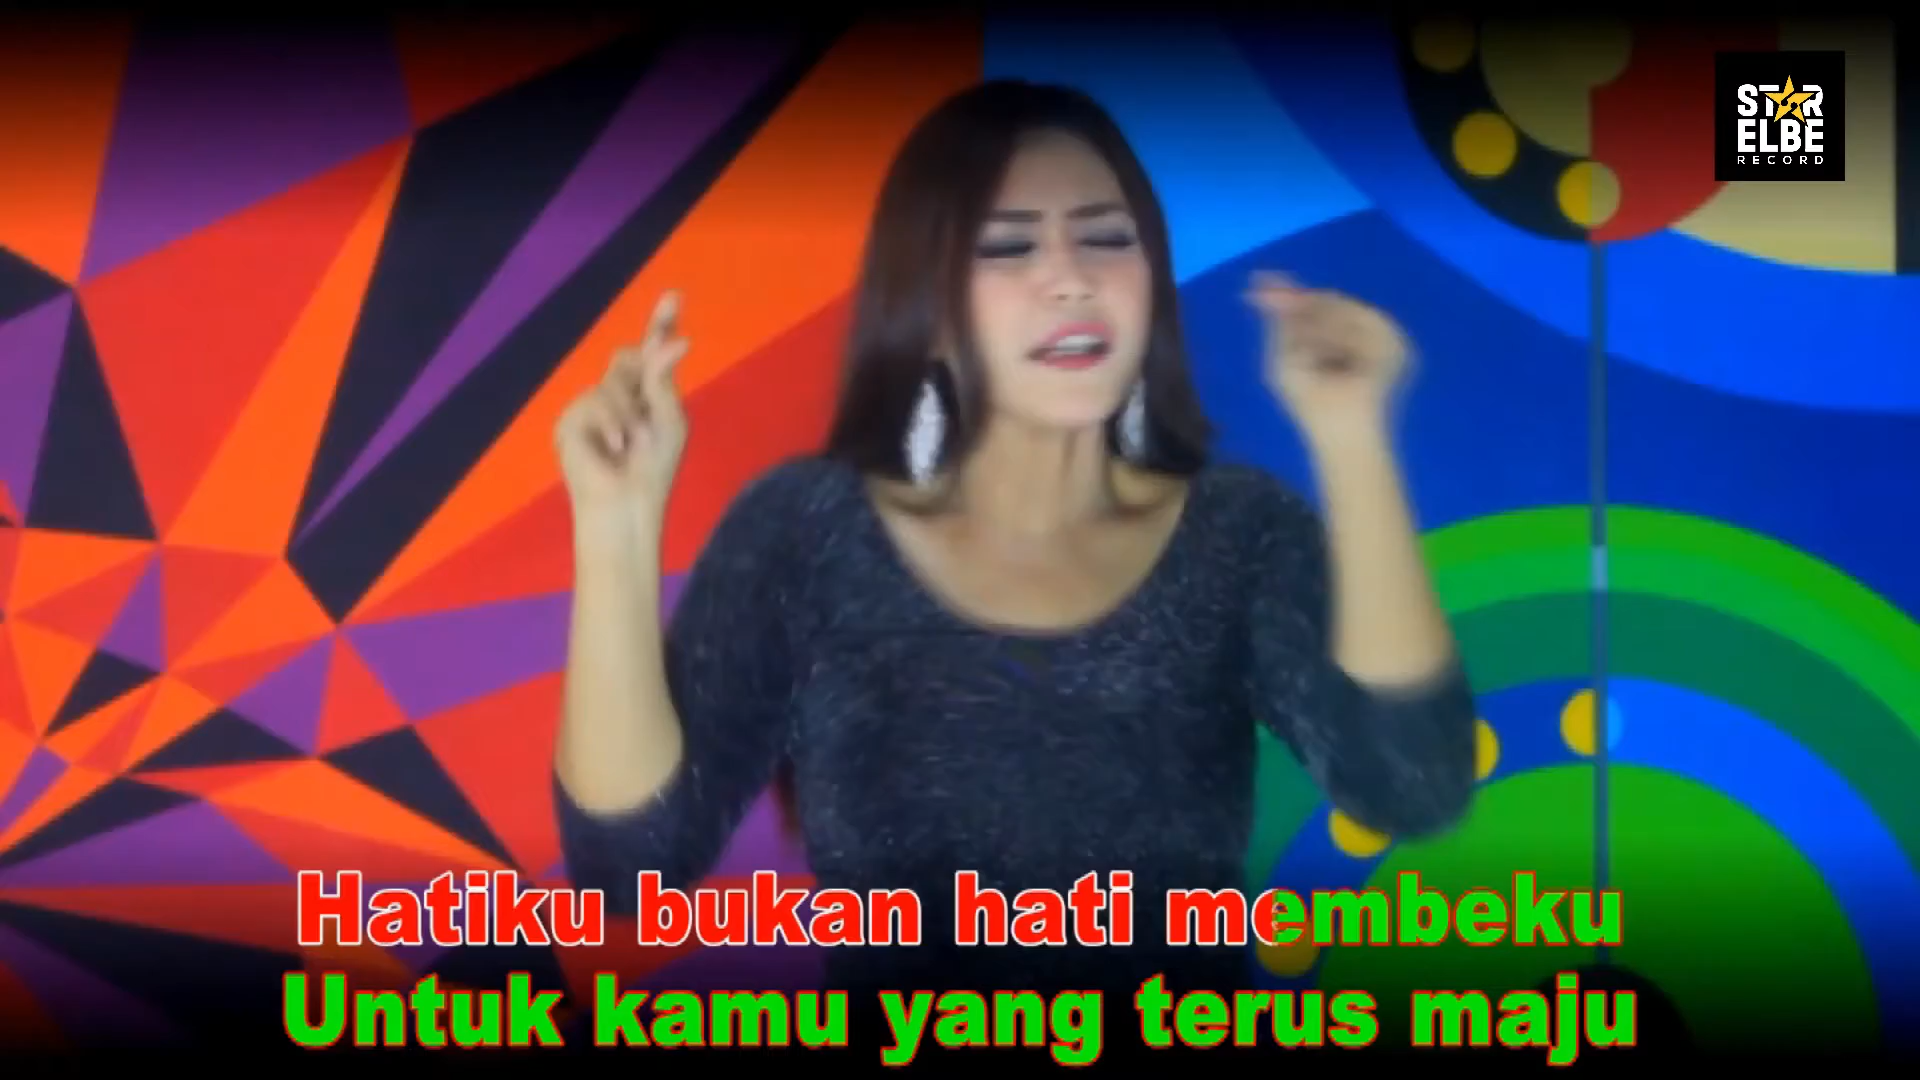 STAR
ELBE
RECORD
Hatiku bukan hati membeku
Untuk kamu yang terus maju